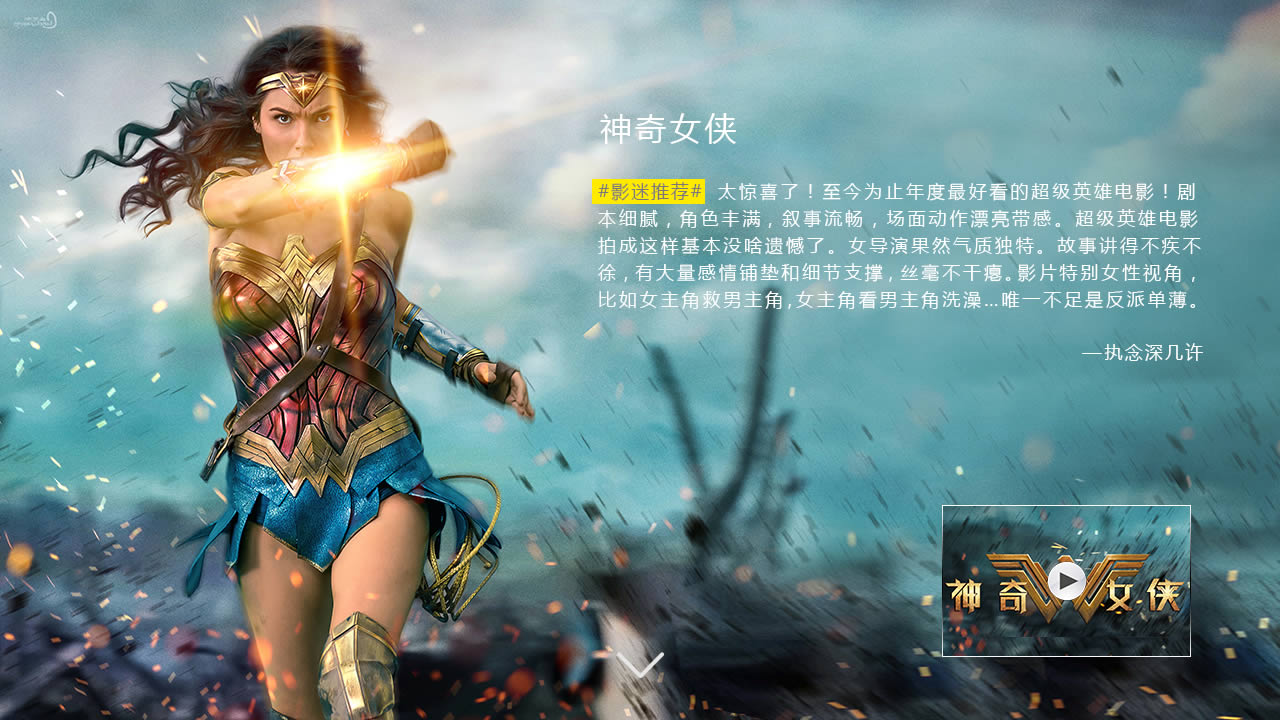 神奇女侠
#影迷推荐# 太惊喜了！至今为止年度最好看的超级英雄电影！剧
本细腻，角色丰满，叙事流畅，场面动作漂亮带感。超级英雄电影
拍成这样基本没啥遗憾了。女导演果然气质独特。故事讲得不疾不
徐，有大量感情铺垫和细节支撑，丝毫不干瘪。影片特别女性视角，
比如女主角救男主角,女主角看男主角洗澡...唯一不足是反派单薄。
—执念深几许
神奇女侠